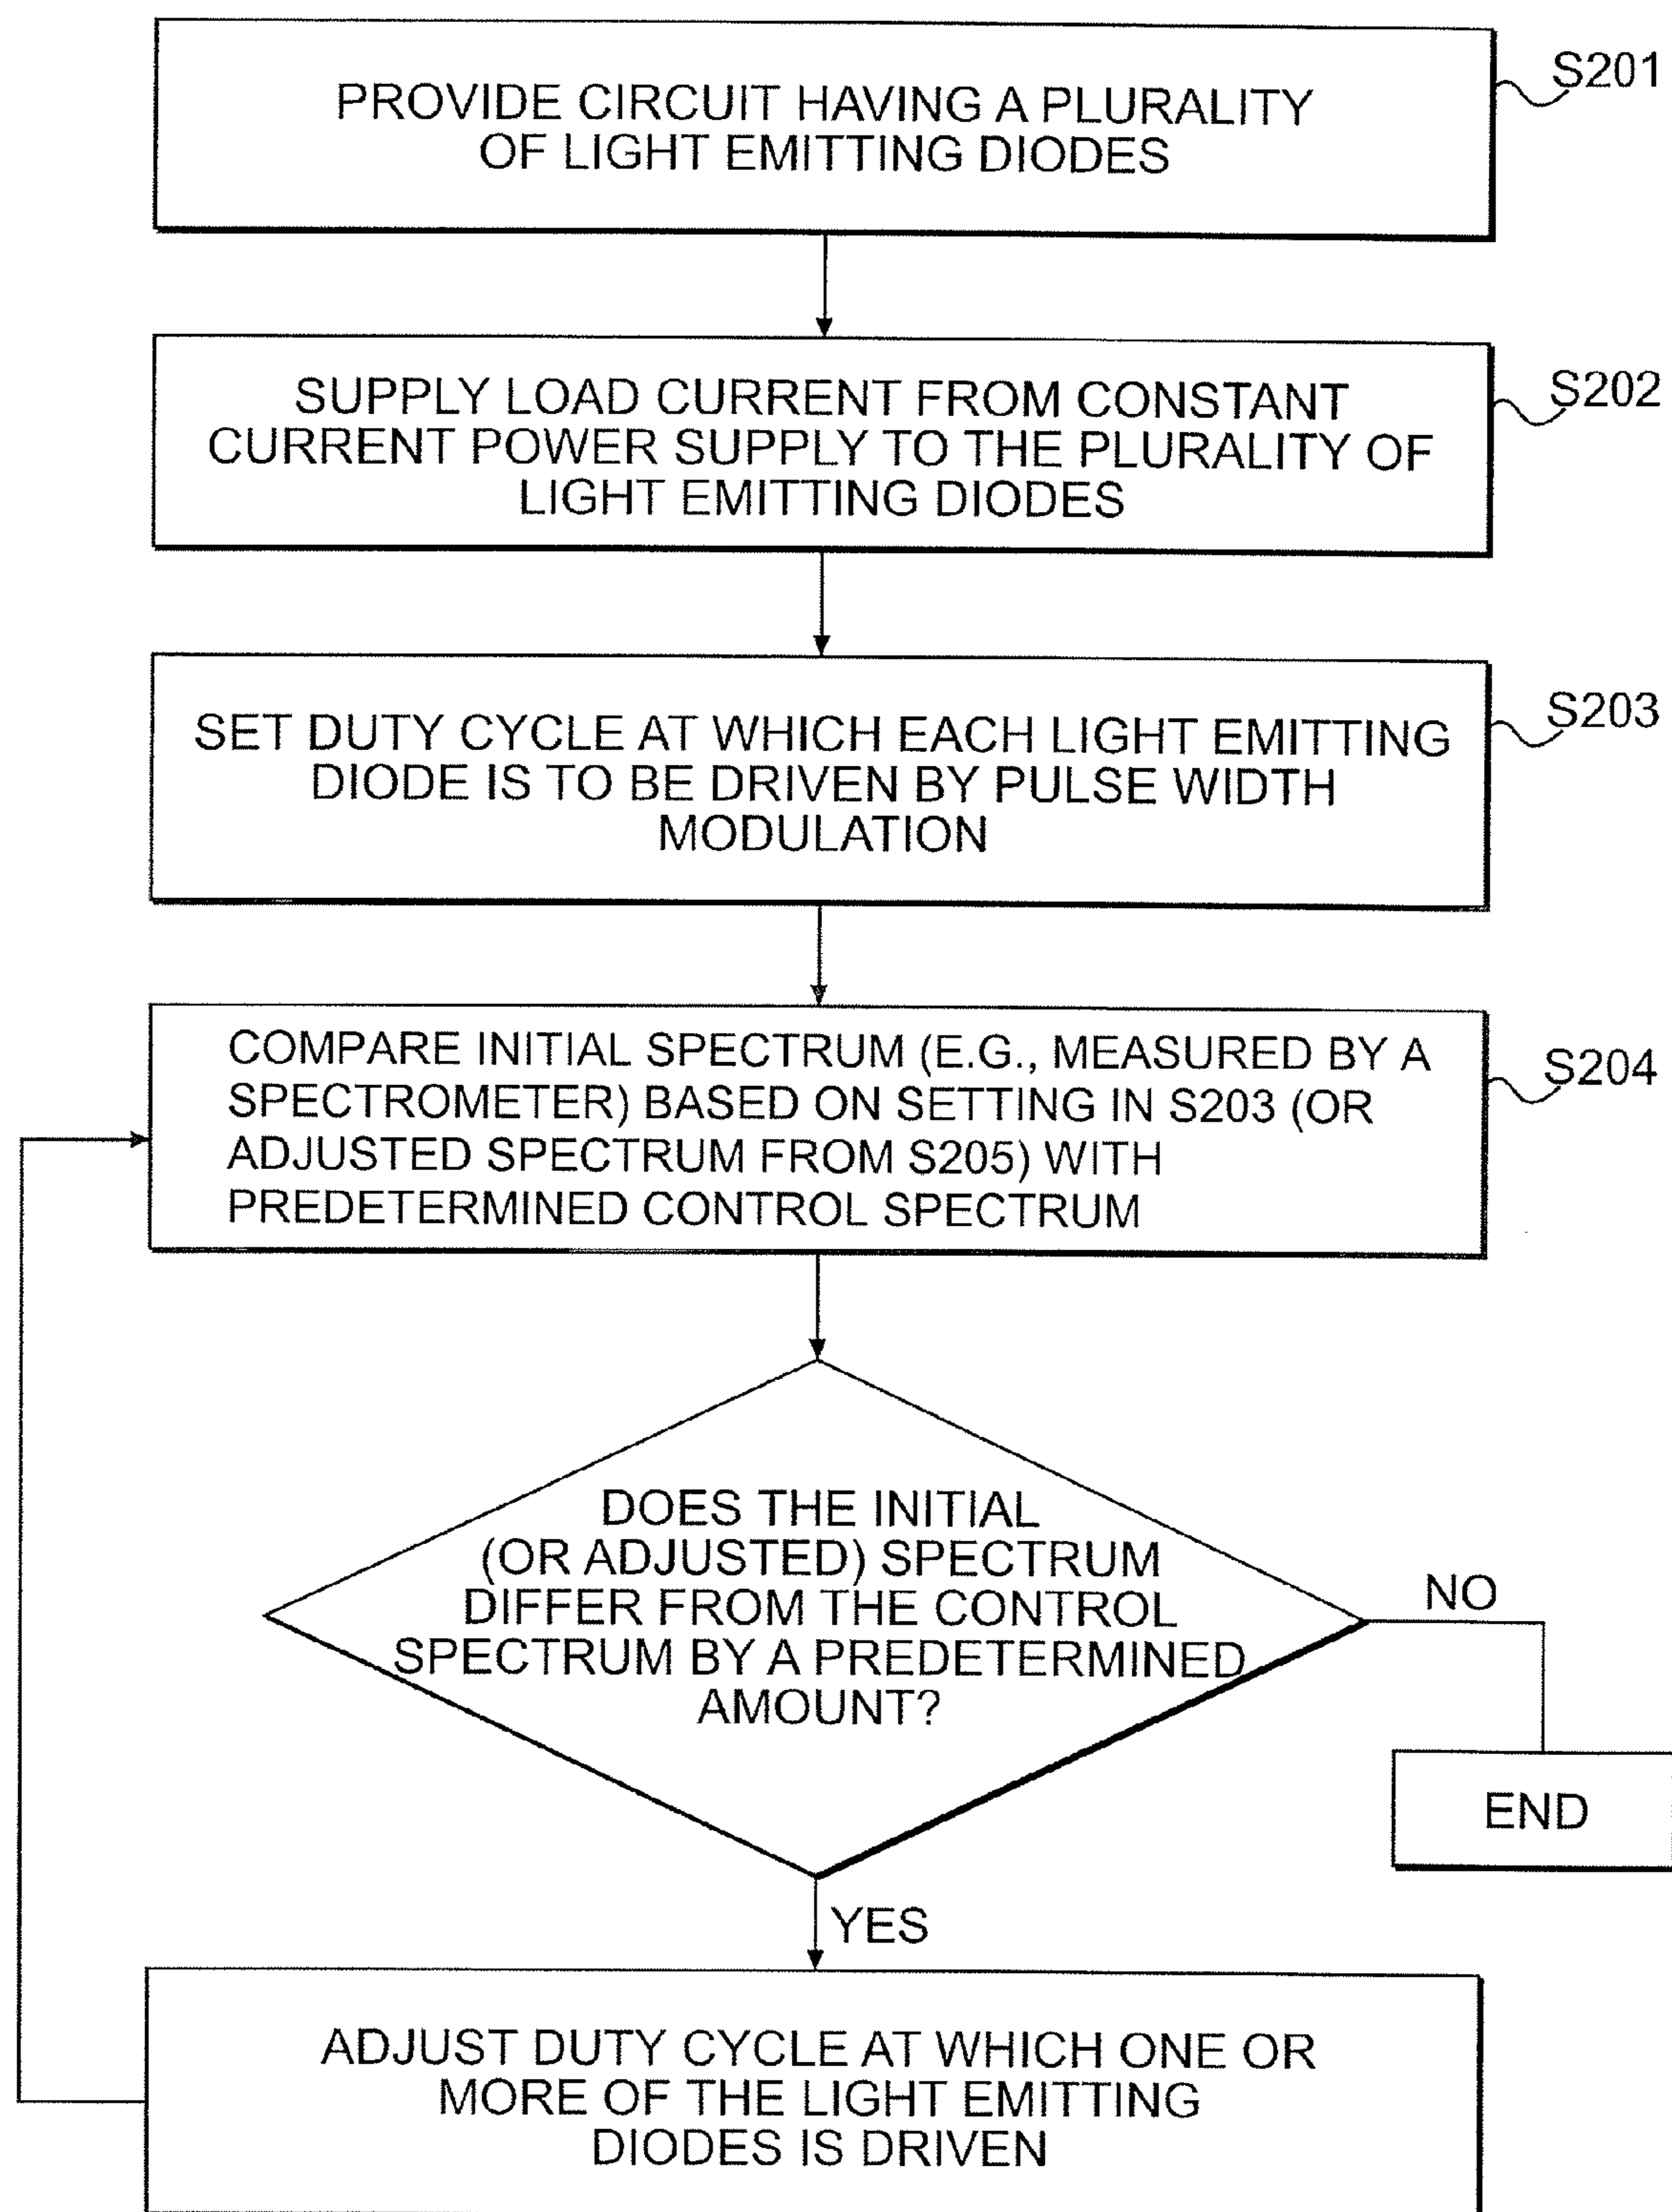 PROVIDE CIRCUIT HAVING A PLURALITY
OF LIGHT EMITTING DIODES
S201
SUPPLY LOAD CURRENT FROM CONSTANT
CURRENT POWER SUPPLY TO THE PLURALITY OF
LIGHT EMITTING DIODES
S202
SET DUTY CYCLE AT WHICH EACH LIGHT EMITTING
DIODE IS TO BE DRIVEN BY PULSE WIDTH
MODULATION
S203
COMPARE INITIAL SPECTRUM (E.G., MEASURED BY A
SPECTROMETER) BASED ON SETTING IN S203 (OR
ADJUSTED SPECTRUM FROM S205) WITH
PREDETERMINED CONTROL SPECTRUM
S204
DOES THE INITIAL
(OR ADJUSTED) SPECTRUM
DIFFER FROM THE CONTROL
SPECTRUM BY A PREDETERMINED
AMOUNT?
NO
END
YES
ADJUST DUTY CYCLE AT WHICH ONE OR
MORE OF THE LIGHT EMITTING
DIODES IS DRIVEN